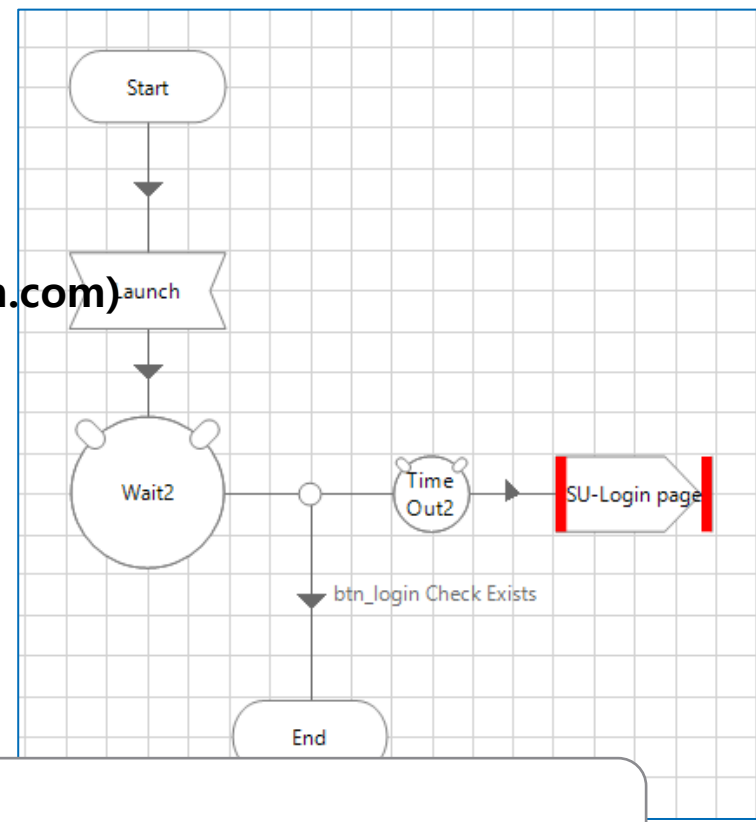 Start
n.com)
Launch
Wait2
Time
Out2
SU-Login page
btn_login Check Exists
End